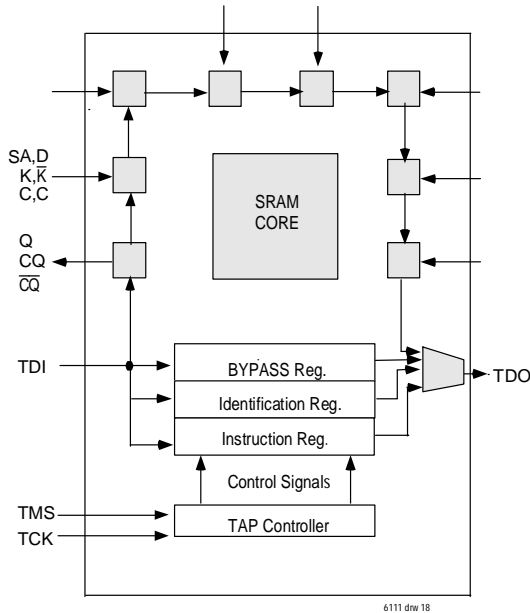 SA,D
K,K̅
C,C
SRAM
CORE
Q
CQ
C̅Q̅
TDI
BYPASS Reg.
TDO
Identification Reg.
Instruction Reg.
Control Signals
TMS
TAP Controller
TCK
6111 drw 18